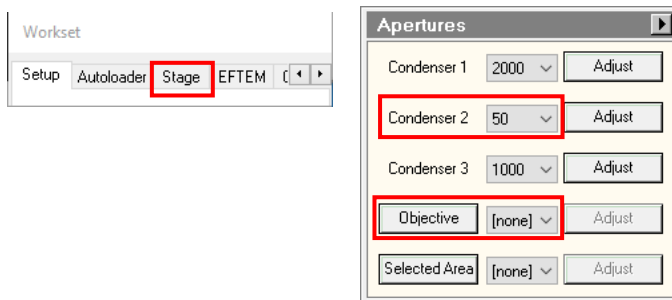 Workset
Setup Autoloader Stage EFTEM
Apertures
Condenser 1 2000 Adjust
Condenser 2 50 Adjust
Condenser 3 1000 Adjust
Objective [none] Adjust
Selected Area [none] Adjust